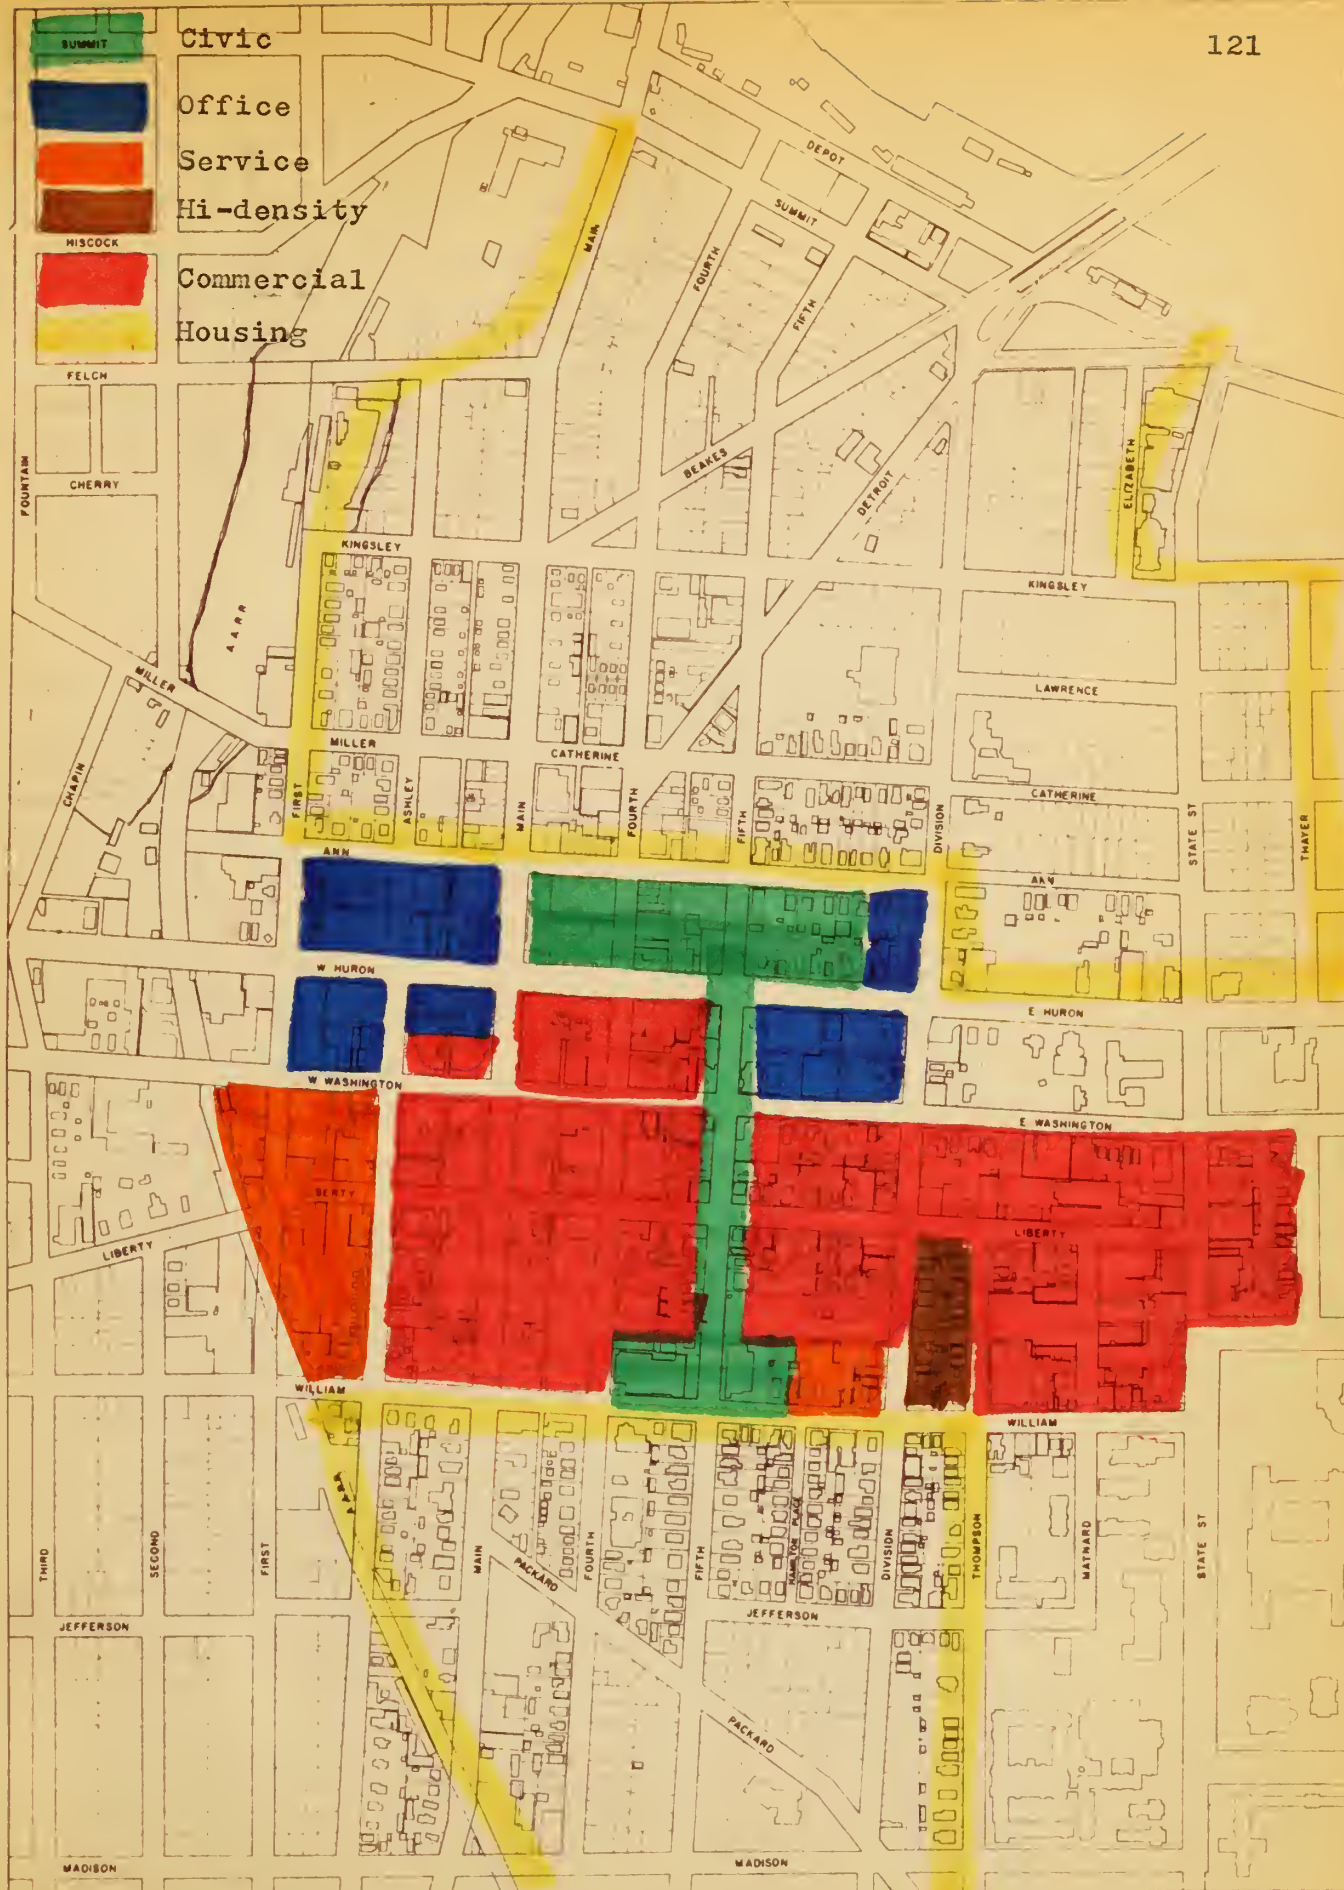 121
SUMMIT
Civic
Office
Service
Hi-density
HISCOCK
Commercial
Housing
FELCH
DEPOT
SUMMIT
MAIN
FOURTH
FIFTH
FOUNTAIN
CHERRY
BEAKES
DETROIT
ELIZABETH
KINGSLEY
KINGSLEY
A.A.R.R.
MILLER
LAWRENCE
MILLER
CATHERINE
CATHERINE
CHAPIN
FIRST
ASHLEY
MAIN
FOURTH
FIFTH
DIVISION
STATE ST
THAYER
ANN
ANN
W HURON
E HURON
W WASHINGTON
E WASHINGTON
LIBERTY
BERTY
LIBERTY
WILLIAM
WILLIAM
THIRD
SECOND
FIRST
MAIN
PACKARD
FOURTH
FIFTH
HAMILTON PLACE
DIVISION
THOMPSON
MAYNARD
STATE ST
JEFFERSON
JEFFERSON
PACKARD
MADISON
MADISON